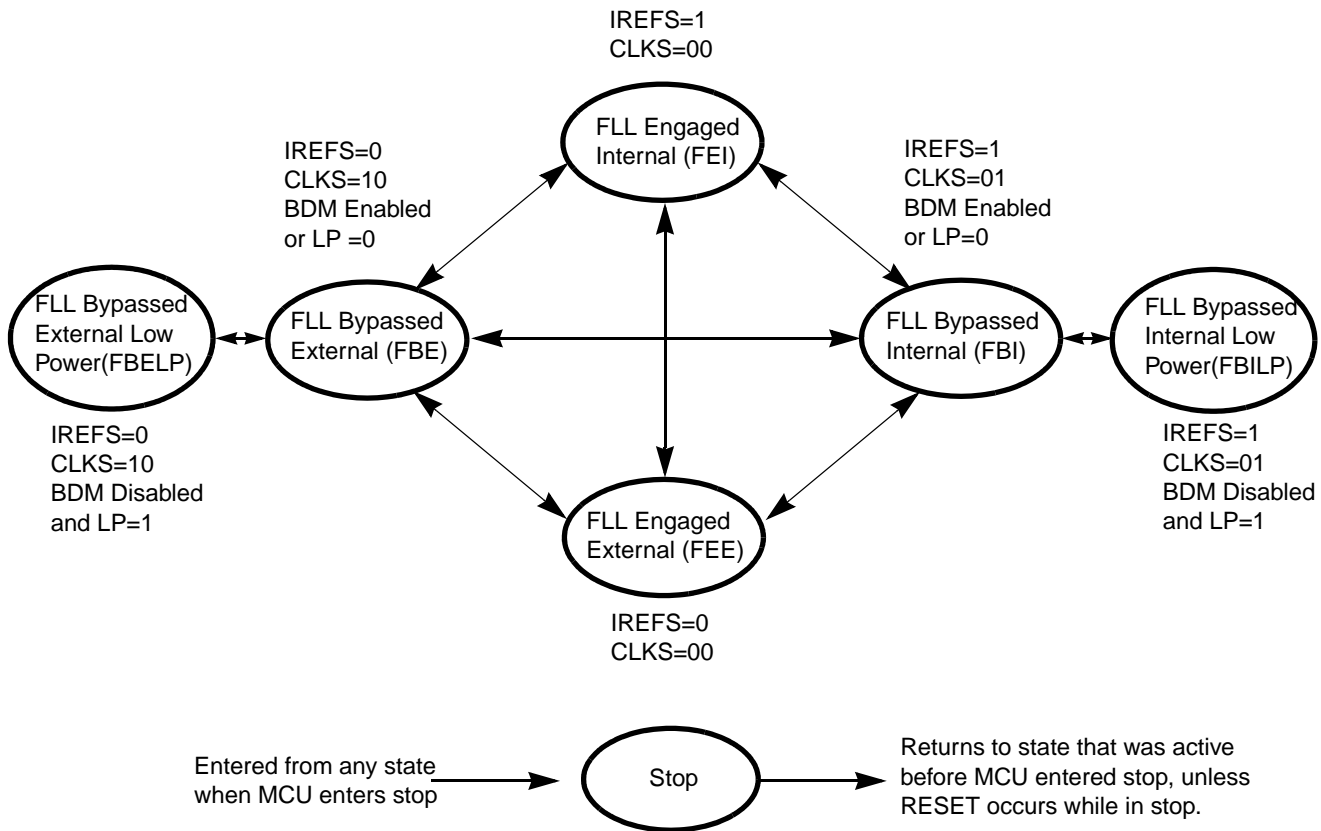 IREFS=1
CLKS=00
FLL Engaged
Internal (FEI)
IREFS=0
CLKS=10
BDM Enabled
or LP =0
IREFS=1
CLKS=01
BDM Enabled
or LP=0
FLL Bypassed
External Low
Power(FBELP)
FLL Bypassed
External (FBE)
FLL Bypassed
Internal (FBI)
FLL Bypassed
Internal Low
Power(FBILP)
IREFS=0
CLKS=10
BDM Disabled
and LP=1
IREFS=1
CLKS=01
BDM Disabled
and LP=1
FLL Engaged
External (FEE)
IREFS=0
CLKS=00
Entered from any state
when MCU enters stop
Stop
Returns to state that was active
before MCU entered stop, unless
RESET occurs while in stop.